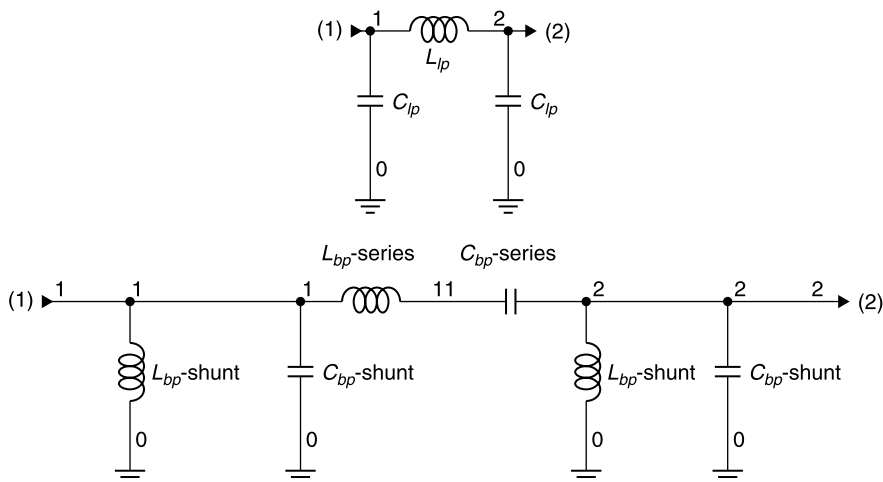 (1) 1 2 (2)
L_lp
C_lp C_lp
0 0
L_bp-series C_bp-series
(1) 1 1 1 11 2 2 2 (2)
L_bp-shunt C_bp-shunt L_bp-shunt C_bp-shunt
0 0 0 0